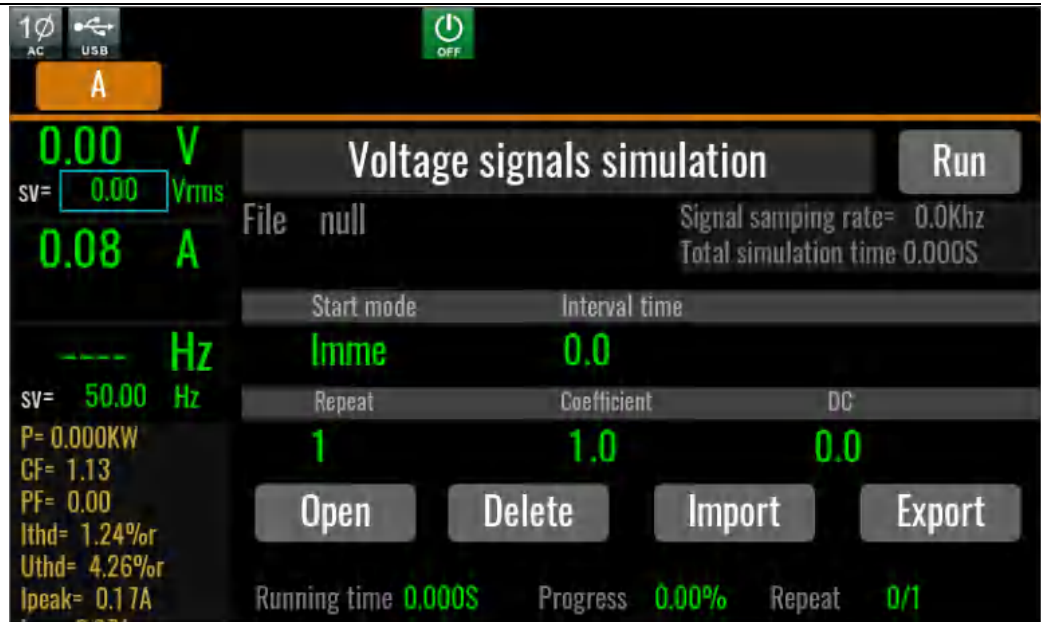 1Ø
AC
USB
OFF
A
0.00 V
sv= 0.00 Vrms
0.08 A
---- Hz
sv= 50.00 Hz
P= 0.000KW
CF= 1.13
PF= 0.00
Ithd= 1.24%r
Uthd= 4.26%r
Ipeak= 0.17A
Voltage signals simulation
Run
File null
Signal samping rate= 0.0Khz
Total simulation time 0.000S
Start mode Interval time
Imme 0.0
Repeat Coefficient DC
1 1.0 0.0
Open Delete Import Export
Running time 0.000S Progress 0.00% Repeat 0/1